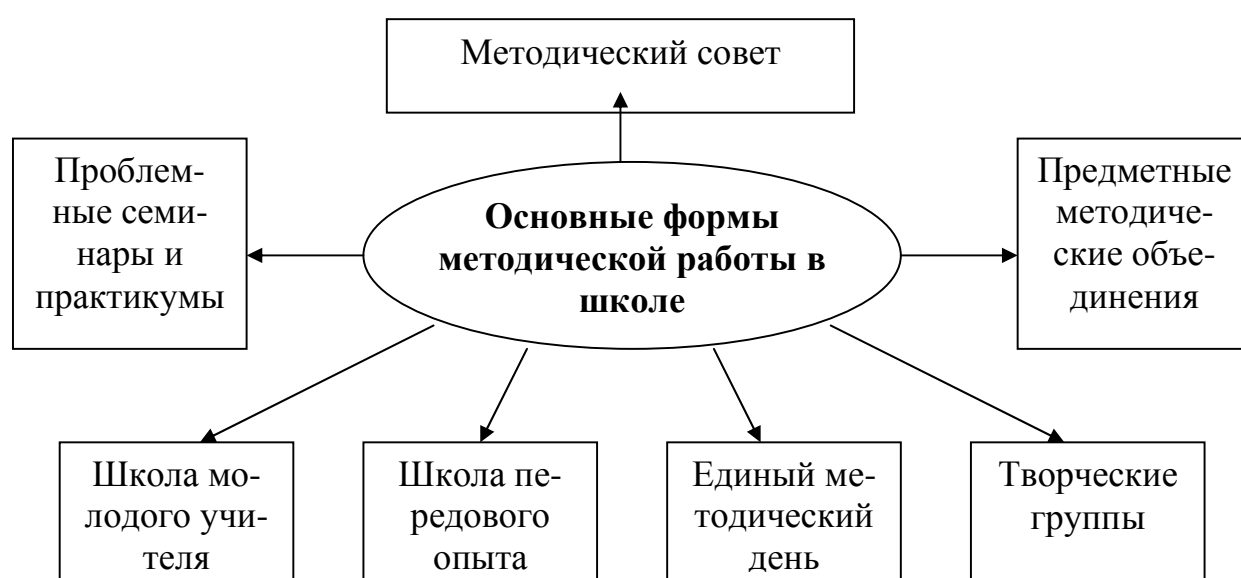 Методический совет
Проблем-
ные семи-
нары и
практикумы
Основные формы
методической работы в
школе
Предметные
методиче-
ские объе-
динения
Школа мо-
лодого учи-
теля
Школа пе-
редового
опыта
Единый ме-
тодический
день
Творческие
группы